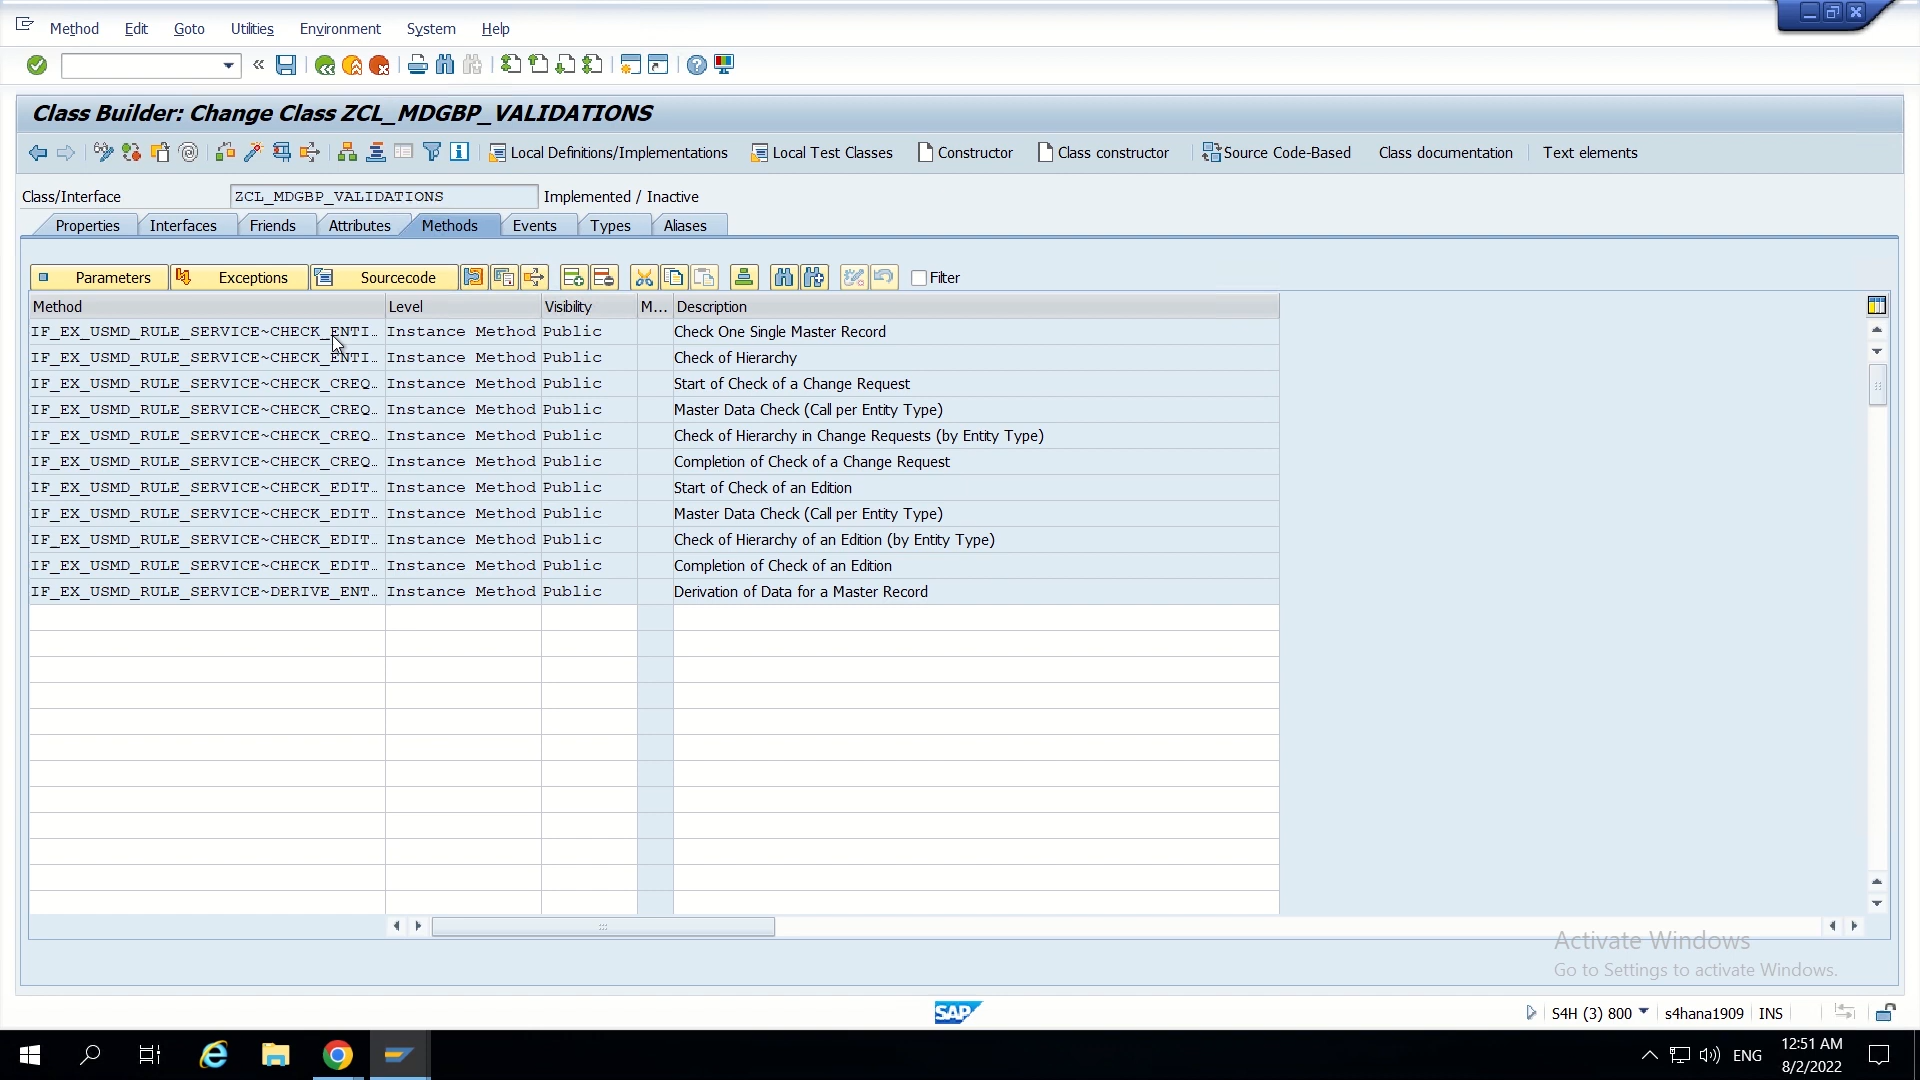 Method Edit Goto Utilities Environment System Help
Class Builder: Change Class ZCL_MDGBP_VALIDATIONS
Local Definitions/Implementations Local Test Classes Constructor Class constructor Source Code-Based Class documentation Text elements
Class/Interface ZCL_MDGBP_VALIDATIONS Implemented / Inactive
Properties Interfaces Friends Attributes Methods Events Types Aliases
Parameters Exceptions Sourcecode Filter
Method Level Visibility M... Description
IF_EX_USMD_RULE_SERVICE~CHECK_ENTI… Instance Method Public Check One Single Master Record
IF_EX_USMD_RULE_SERVICE~CHECK_ENTI… Instance Method Public Check of Hierarchy
IF_EX_USMD_RULE_SERVICE~CHECK_CREQ… Instance Method Public Start of Check of a Change Request
IF_EX_USMD_RULE_SERVICE~CHECK_CREQ… Instance Method Public Master Data Check (Call per Entity Type)
IF_EX_USMD_RULE_SERVICE~CHECK_CREQ… Instance Method Public Check of Hierarchy in Change Requests (by Entity Type)
IF_EX_USMD_RULE_SERVICE~CHECK_CREQ… Instance Method Public Completion of Check of a Change Request
IF_EX_USMD_RULE_SERVICE~CHECK_EDIT… Instance Method Public Start of Check of an Edition
IF_EX_USMD_RULE_SERVICE~CHECK_EDIT… Instance Method Public Master Data Check (Call per Entity Type)
IF_EX_USMD_RULE_SERVICE~CHECK_EDIT… Instance Method Public Check of Hierarchy of an Edition (by Entity Type)
IF_EX_USMD_RULE_SERVICE~CHECK_EDIT… Instance Method Public Completion of Check of an Edition
IF_EX_USMD_RULE_SERVICE~DERIVE_ENT… Instance Method Public Derivation of Data for a Master Record
Activate Windows
Go to Settings to activate Windows.
SAP S4H (3) 800 s4hana1909 INS
ENG 12:51 AM
8/2/2022